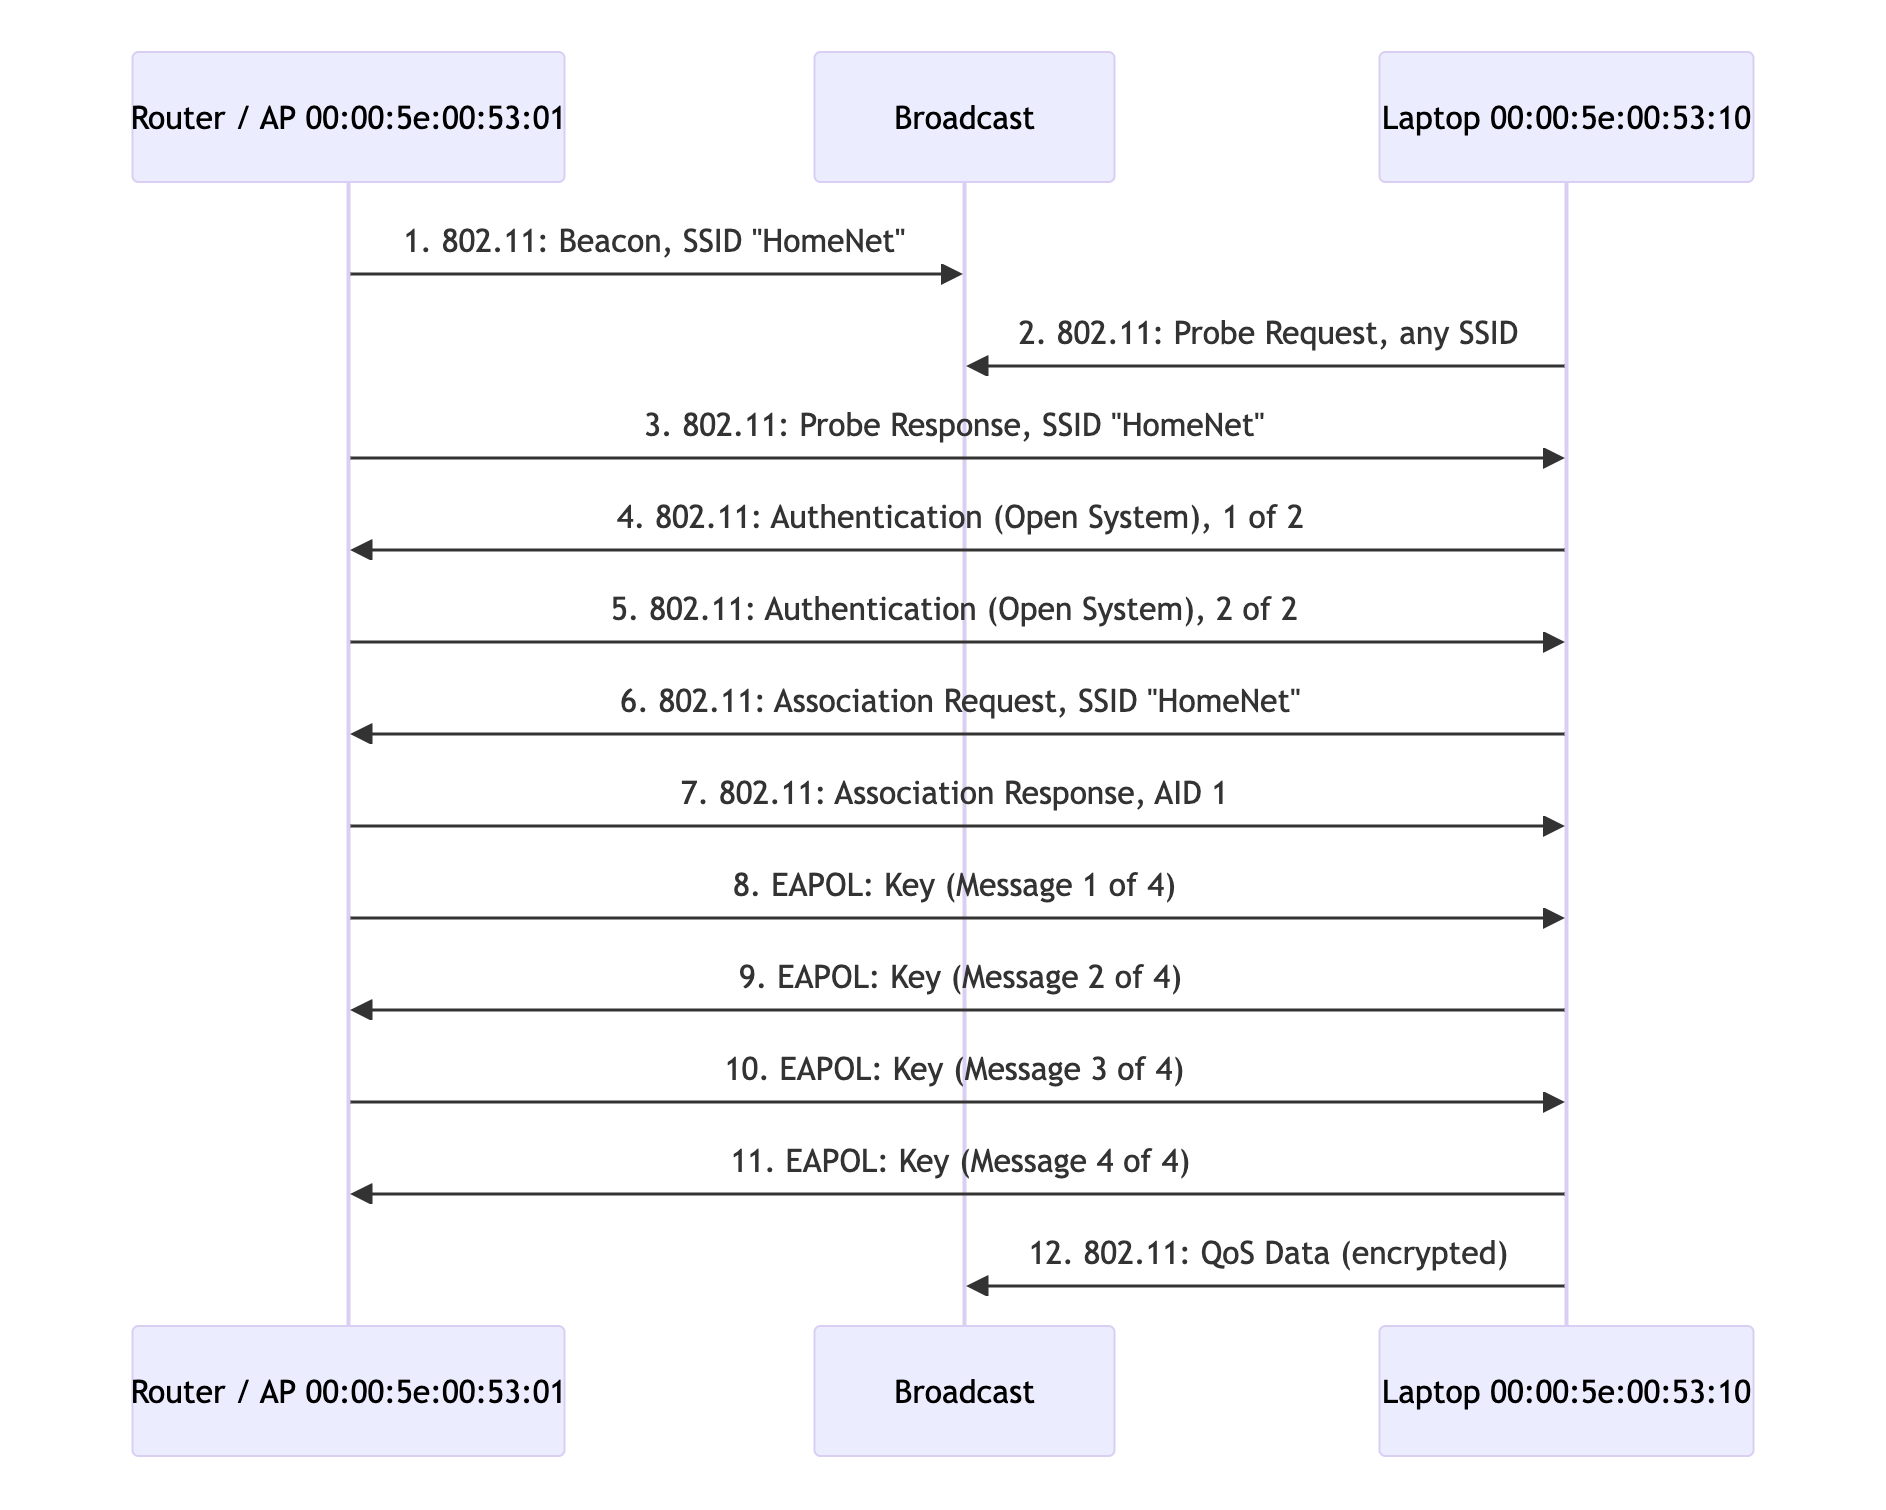 Router / AP 00:00:5e:00:53:01
Broadcast
Laptop 00:00:5e:00:53:10
1. 802.11: Beacon, SSID "HomeNet"
2. 802.11: Probe Request, any SSID
3. 802.11: Probe Response, SSID "HomeNet"
4. 802.11: Authentication (Open System), 1 of 2
5. 802.11: Authentication (Open System), 2 of 2
6. 802.11: Association Request, SSID "HomeNet"
7. 802.11: Association Response, AID 1
8. EAPOL: Key (Message 1 of 4)
9. EAPOL: Key (Message 2 of 4)
10. EAPOL: Key (Message 3 of 4)
11. EAPOL: Key (Message 4 of 4)
12. 802.11: QoS Data (encrypted)
Router / AP 00:00:5e:00:53:01
Broadcast
Laptop 00:00:5e:00:53:10